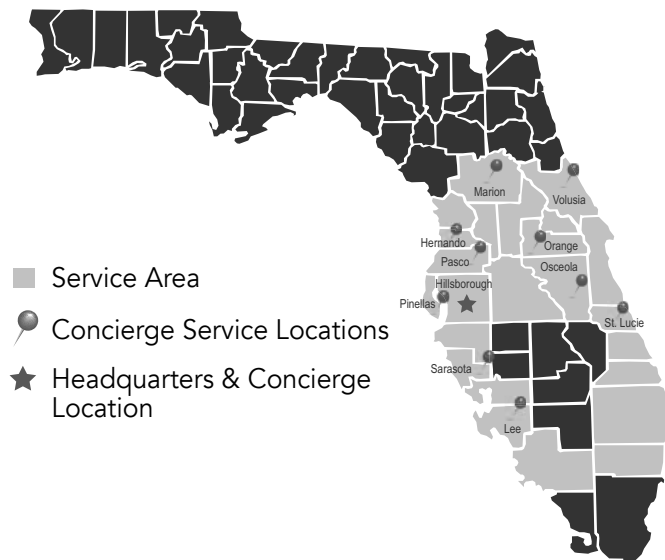 Marion
Volusia
Hernando
Orange
Pasco
Osceola
Service Area
Hillsborough
Pinellas
St. Lucie
Concierge Service Locations
Sarasota
Headquarters & Concierge
Location
Lee